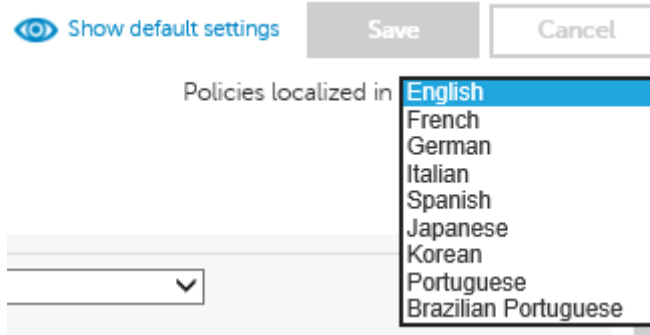 Show default settings Save Cancel
Policies localized in English
French
German
Italian
Spanish
Japanese
Korean
Portuguese
Brazilian Portuguese